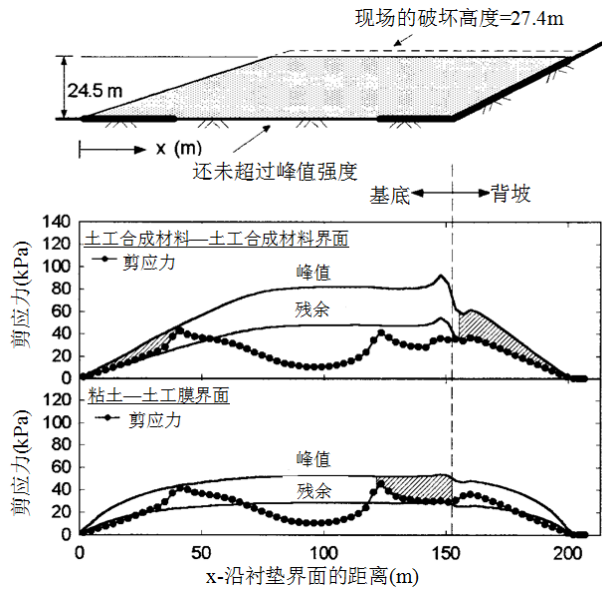 现场的破坏高度=27.4m
24.5 m
x (m)
还未超过峰值强度
基底
背坡
140
120
100
80
60
40
20
0
剪应力(kPa)
土工合成材料—土工合成材料界面
剪应力
峰值
残余
100
80
60
40
20
0
剪应力(kPa)
粘土—土工膜界面
剪应力
峰值
残余
0
50
100
150
200
x-沿衬垫界面的距离(m)